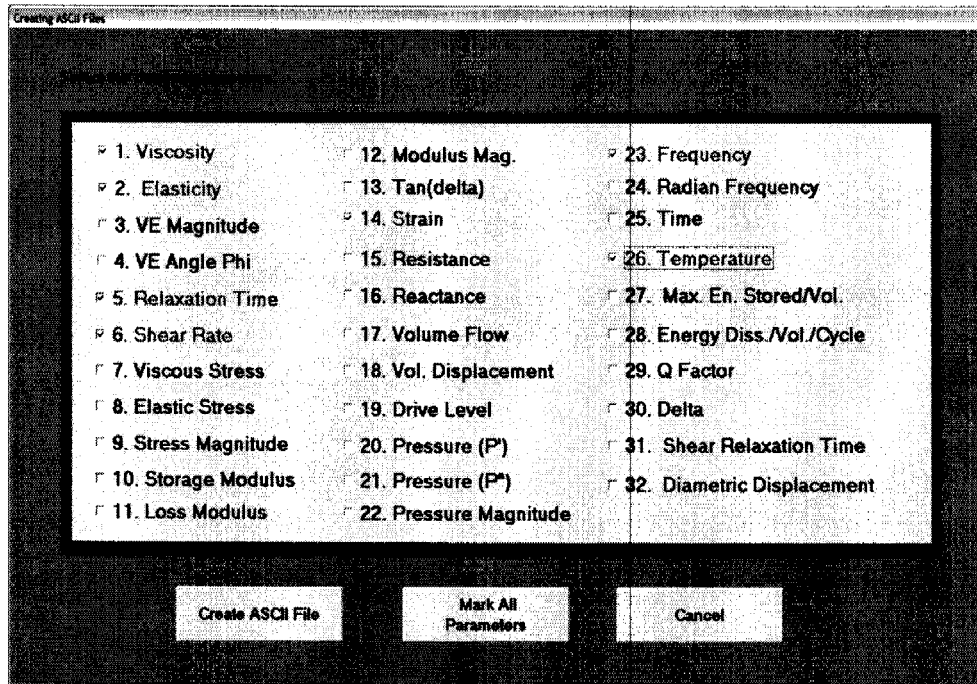 Creating ASCII Files
1. Viscosity
2. Elasticity
3. VE Magnitude
4. VE Angle Phi
5. Relaxation Time
6. Shear Rate
7. Viscous Stress
8. Elastic Stress
9. Stress Magnitude
10. Storage Modulus
11. Loss Modulus
12. Modulus Mag.
13. Tan(delta)
14. Strain
15. Resistance
16. Reactance
17. Volume Flow
18. Vol. Displacement
19. Drive Level
20. Pressure (P')
21. Pressure (P")
22. Pressure Magnitude
23. Frequency
24. Radian Frequency
25. Time
26. Temperature
27. Max. En. Stored/Vol.
28. Energy Diss./Vol./Cycle
29. Q Factor
30. Delta
31. Shear Relaxation Time
32. Diametric Displacement
Create ASCII File
Mark All
Parameters
Cancel